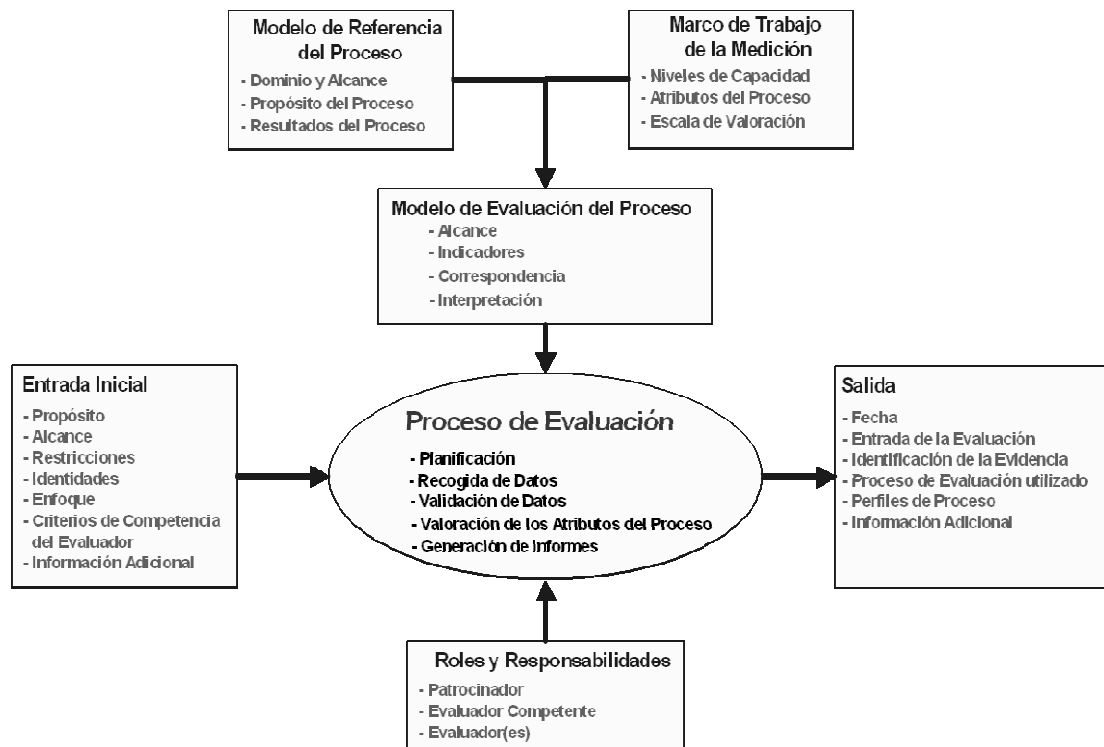 Modelo de Referencia
del Proceso
- Dominio y Alcance
- Propósito del Proceso
- Resultados del Proceso
Marco de Trabajo
de la Medición
- Niveles de Capacidad
- Atributos del Proceso
- Escala de Valoración
Modelo de Evaluación del Proceso
- Alcance
- Indicadores
- Correspondencia
- Interpretación
Entrada Inicial
- Propósito
- Alcance
- Restricciones
- Identidades
- Enfoque
- Criterios de Competencia
del Evaluador
- Información Adicional
Proceso de Evaluación
- Planificación
- Recogida de Datos
- Validación de Datos
- Valoración de los Atributos del Proceso
- Generación de Informes
Salida
- Fecha
- Entrada de la Evaluación
- Identificación de la Evidencia
- Proceso de Evaluación utilizado
- Perfiles de Proceso
- Información Adicional
Roles y Responsabilidades
- Patrocinador
- Evaluador Competente
- Evaluador(es)